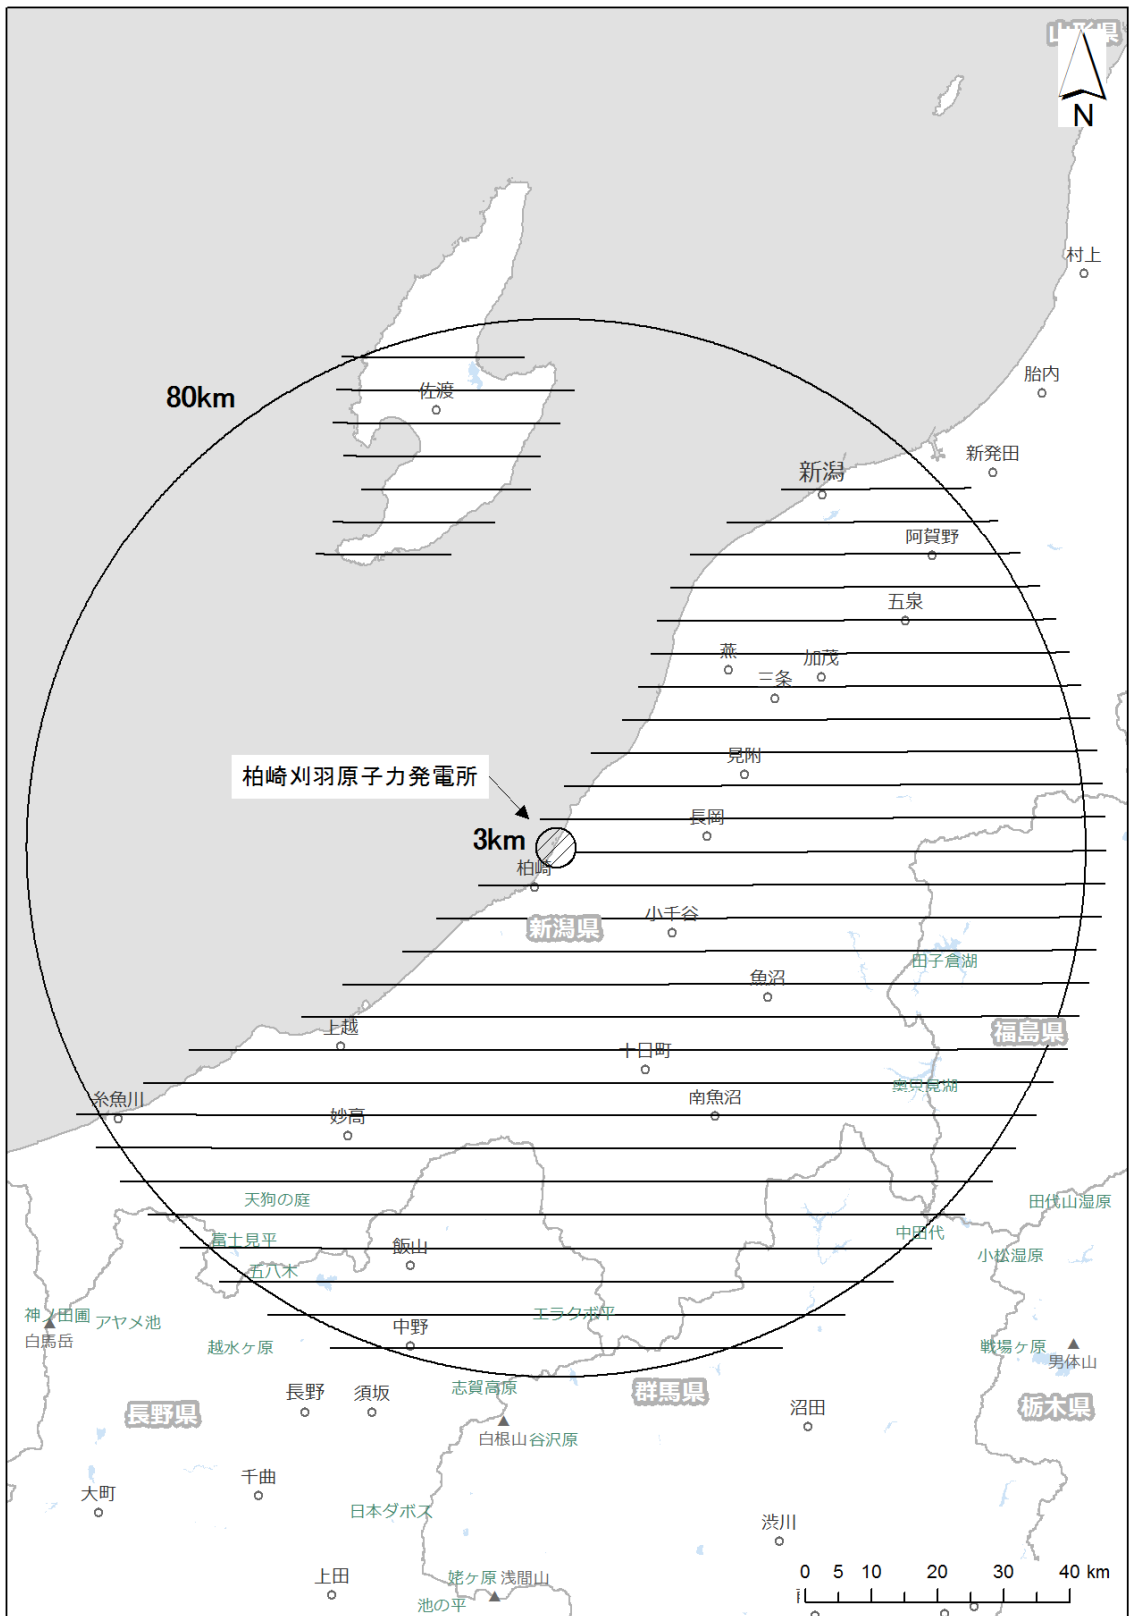 山形県
N
村上
胎内
80km
佐渡
新発田
新潟
阿賀野
五泉
燕
加茂
三条
見附
柏崎刈羽原子力発電所
長岡
3km
柏崎
小千谷
新潟県
田子倉湖
魚沼
上越
福島県
十日町
奥只見湖
糸魚川
南魚沼
妙高
天狗の庭
田代山湿原
富士見平
中田代
飯山
小松湿原
五八木
神ノ田圃
アヤメ池
エラクボ平
白馬岳
越水ヶ原
中野
戦場ヶ原
男体山
長野
須坂
志賀高原
群馬県
長野県
沼田
栃木県
白根山
谷沢原
千曲
大町
日本ダボス
渋川
上田
姥ヶ原
浅間山
池の平
0 5 10 20 30 40 km